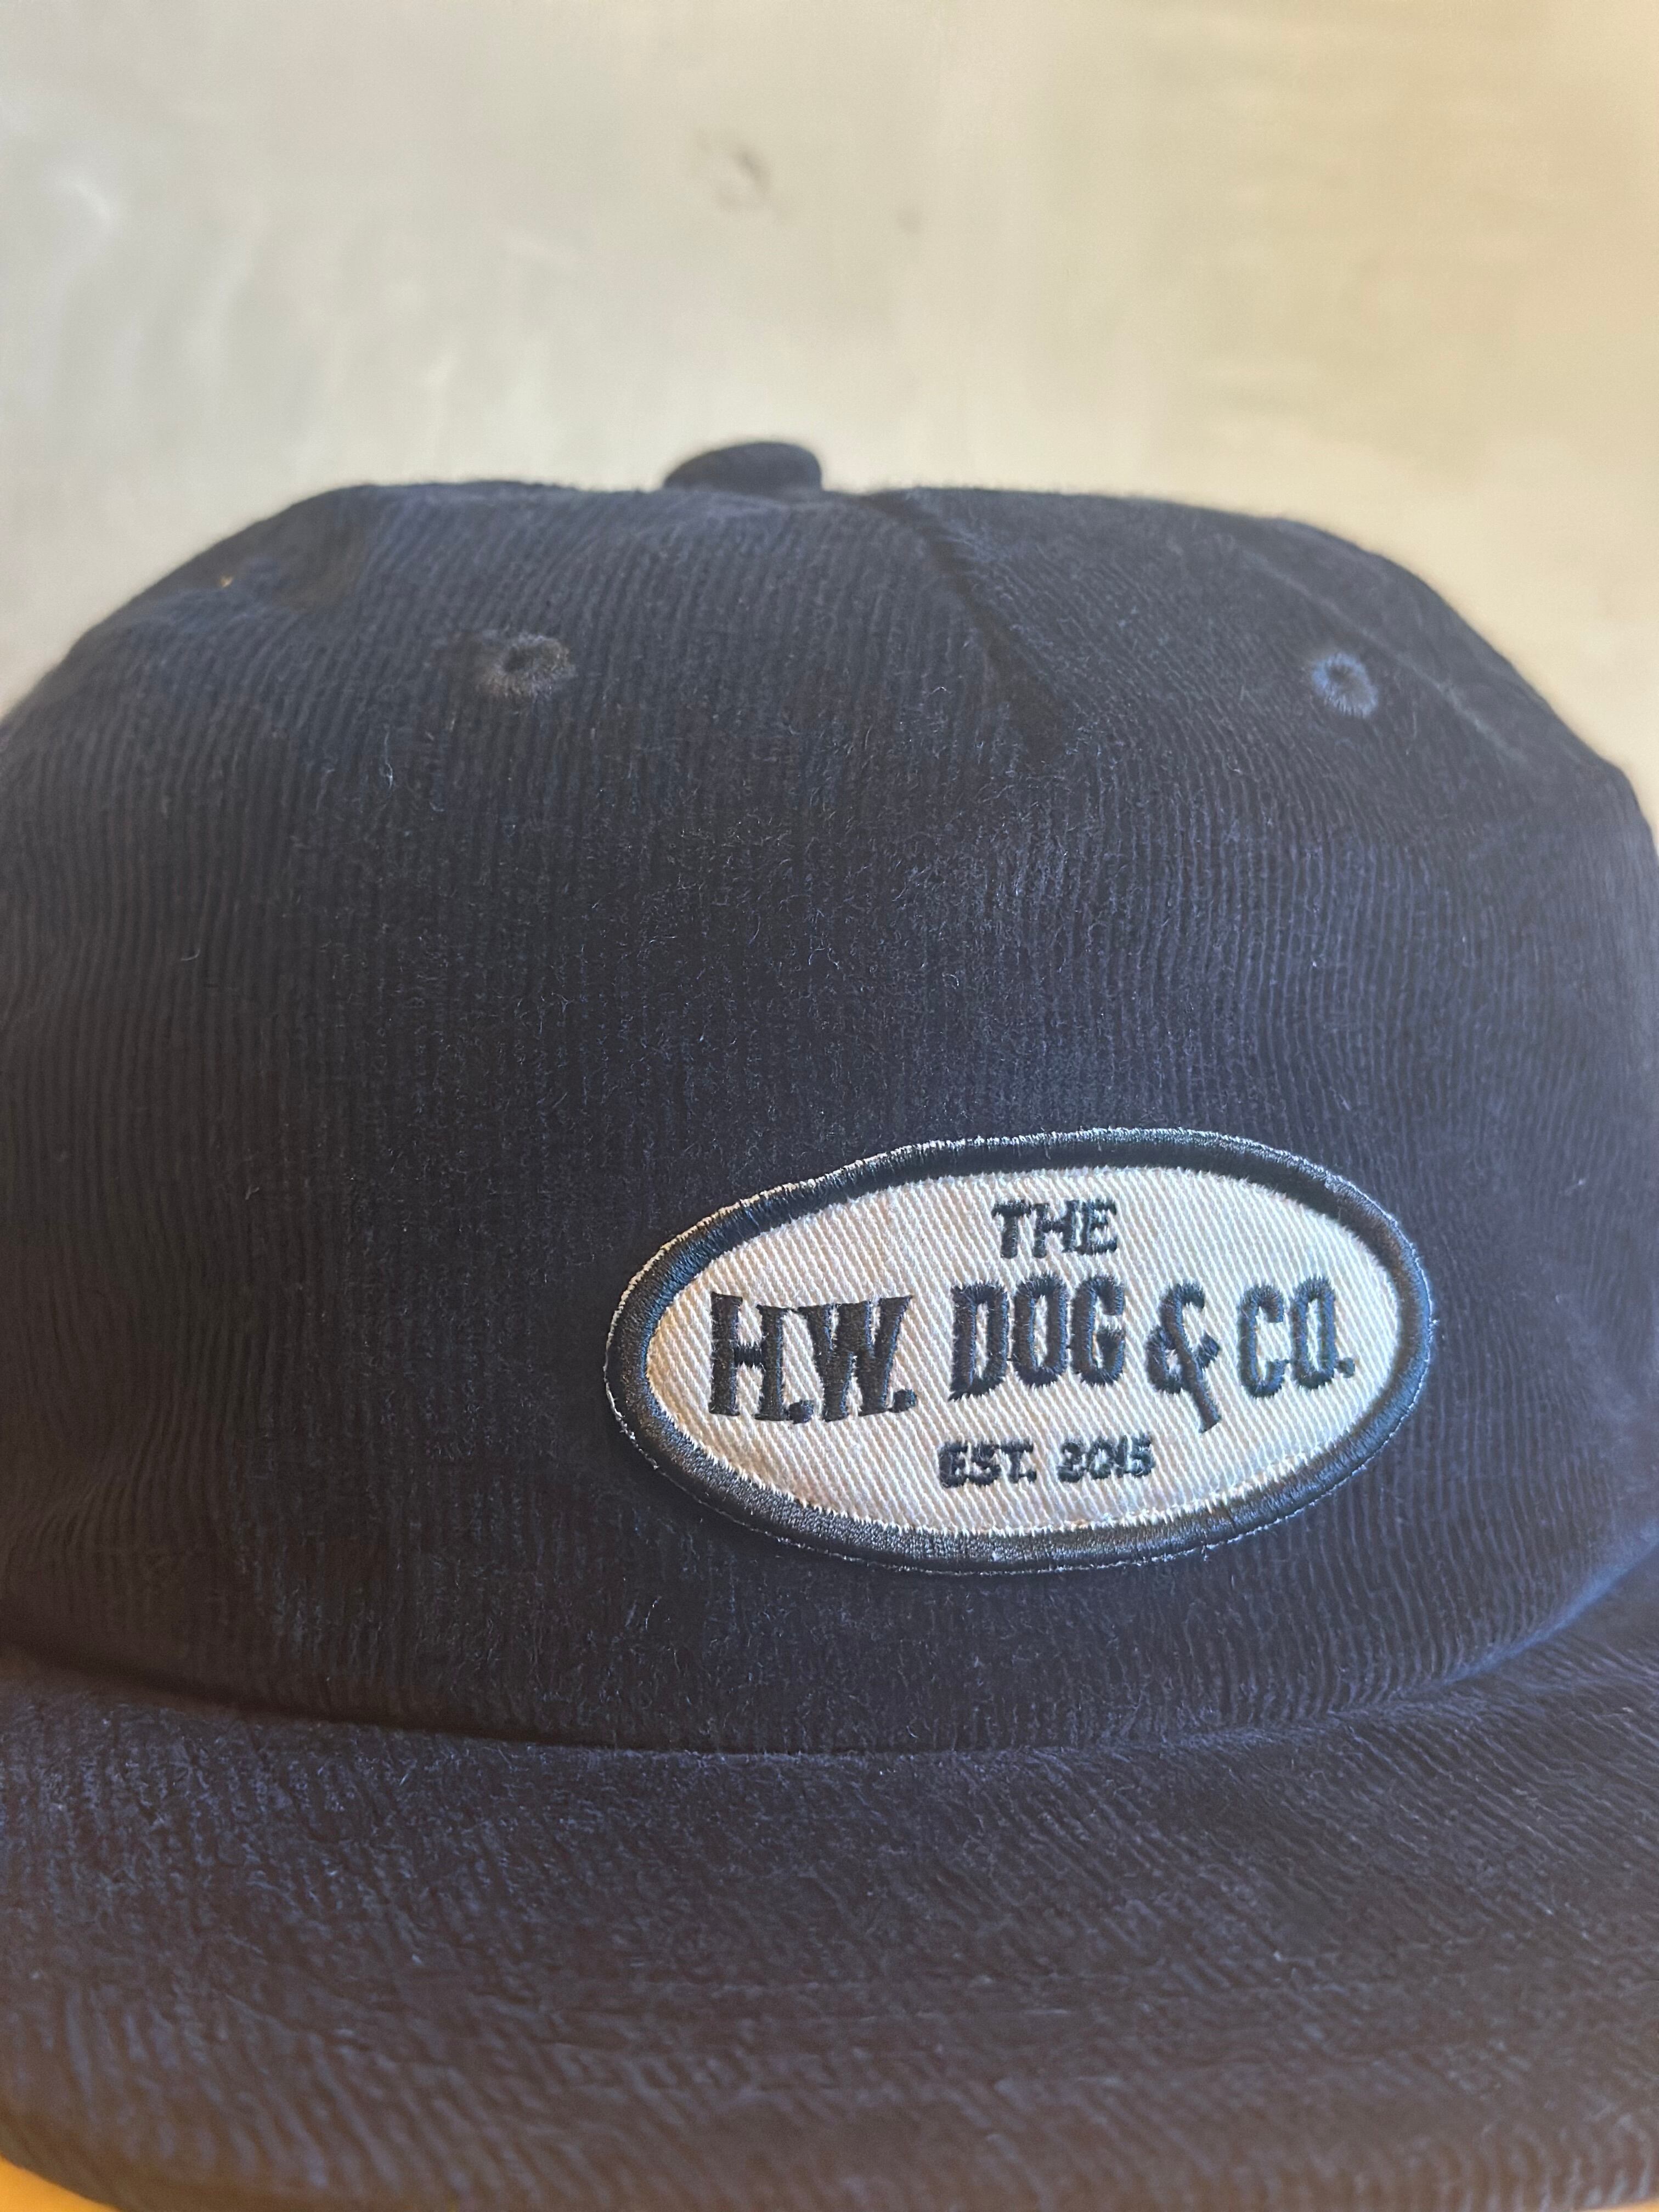 THE
H.W. DOG & CO.
EST. 2015